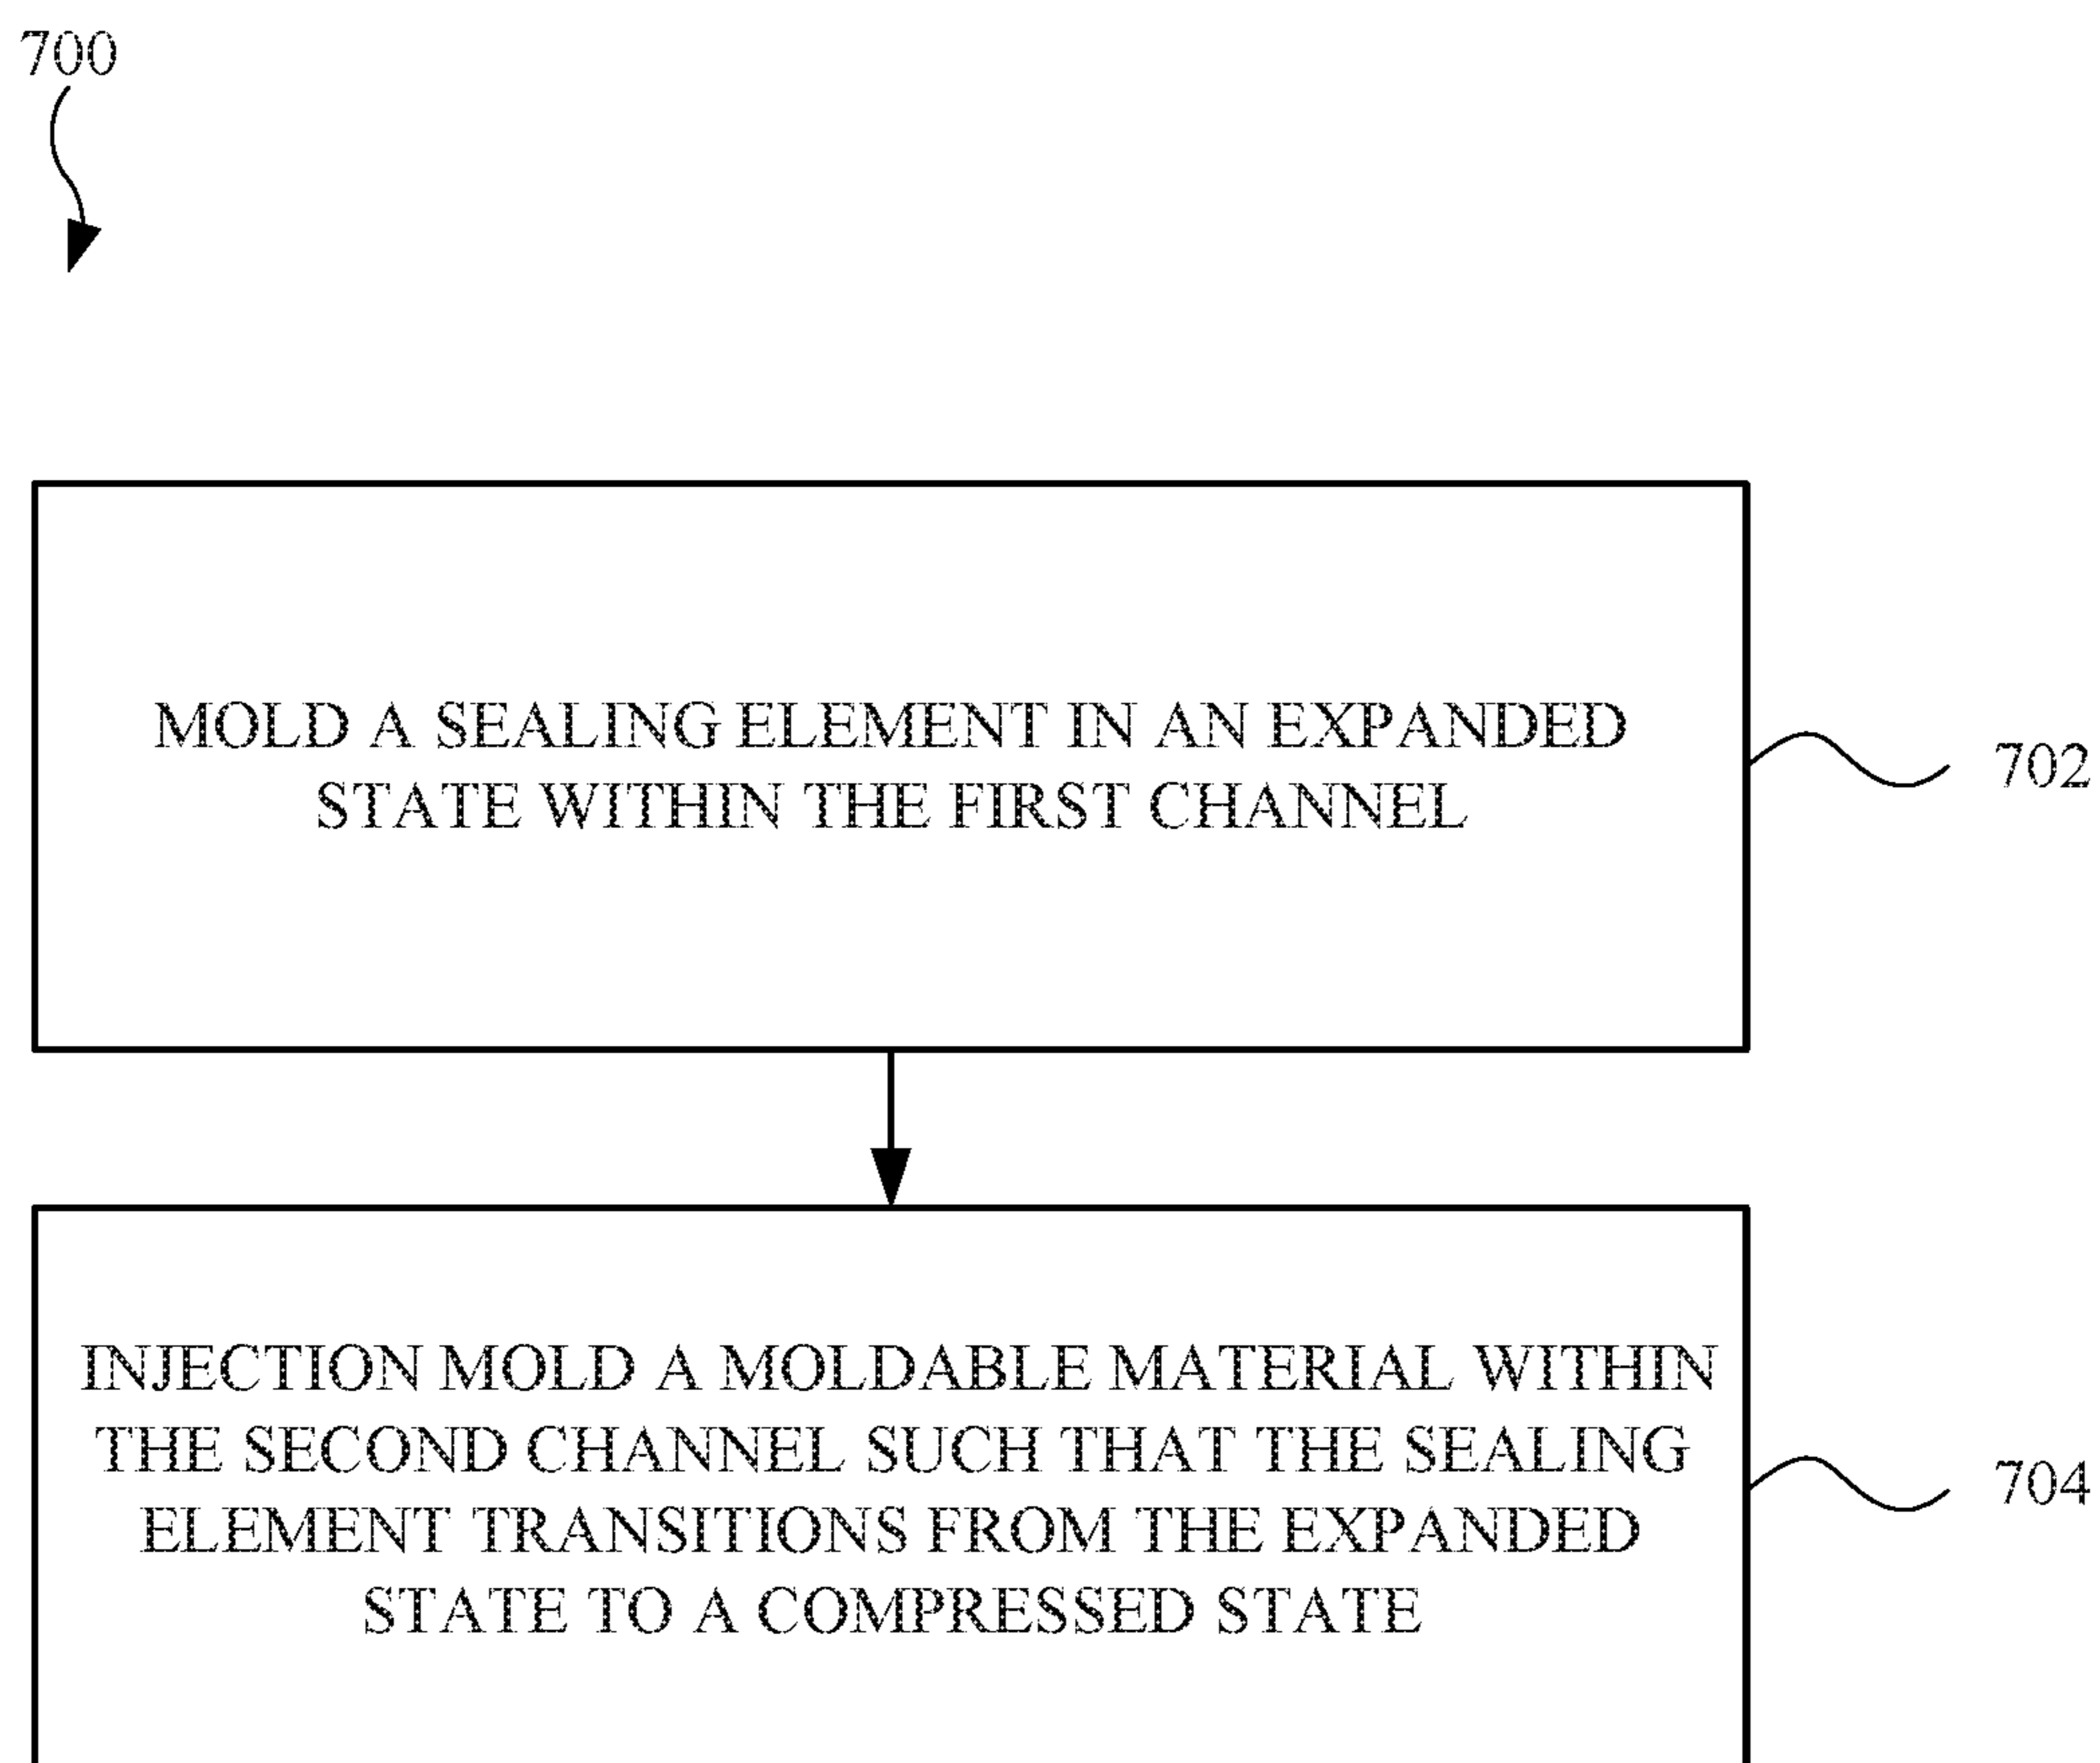 700
MOLD A SEALING ELEMENT IN AN EXPANDED
STATE WITHIN THE FIRST CHANNEL
702
INJECTION MOLD A MOLDABLE MATERIAL WITHIN
THE SECOND CHANNEL SUCH THAT THE SEALING
ELEMENT TRANSITIONS FROM THE EXPANDED
STATE TO A COMPRESSED STATE
704